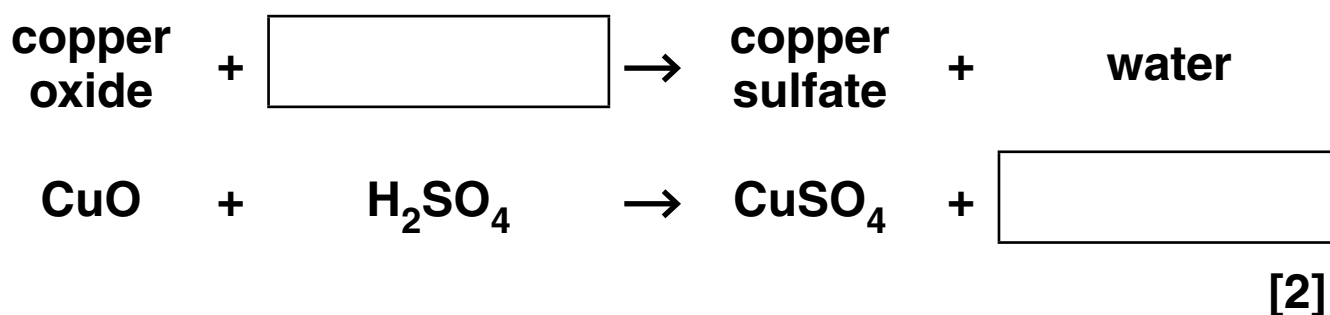 copper oxide + → copper sulfate + water
CuO + H₂SO₄ → CuSO₄ +
[2]